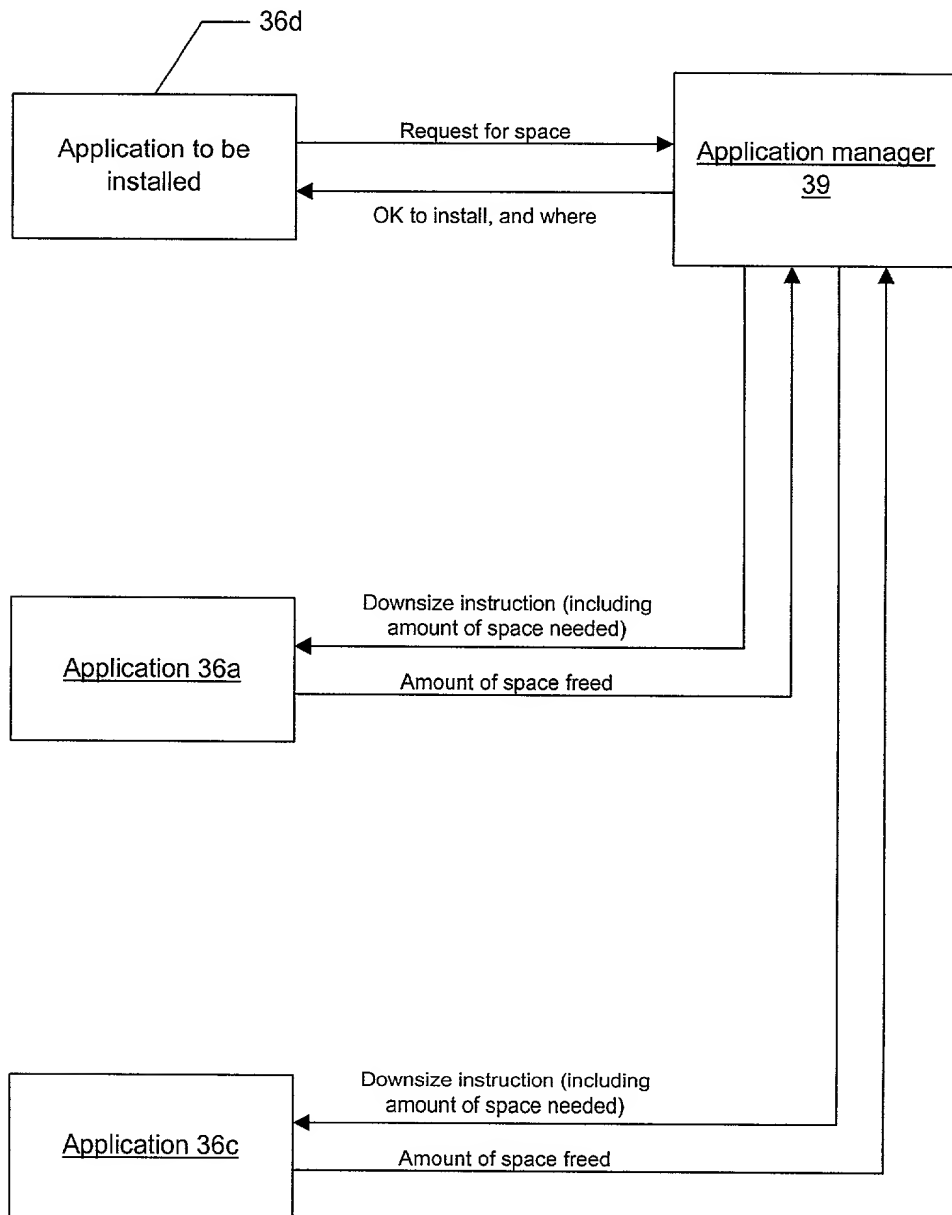 36d
Application to be
installed
Request for space
OK to install, and where
Application manager
39
Downsize instruction (including
amount of space needed)
Application 36a
Amount of space freed
Downsize instruction (including
amount of space needed)
Application 36c
Amount of space freed